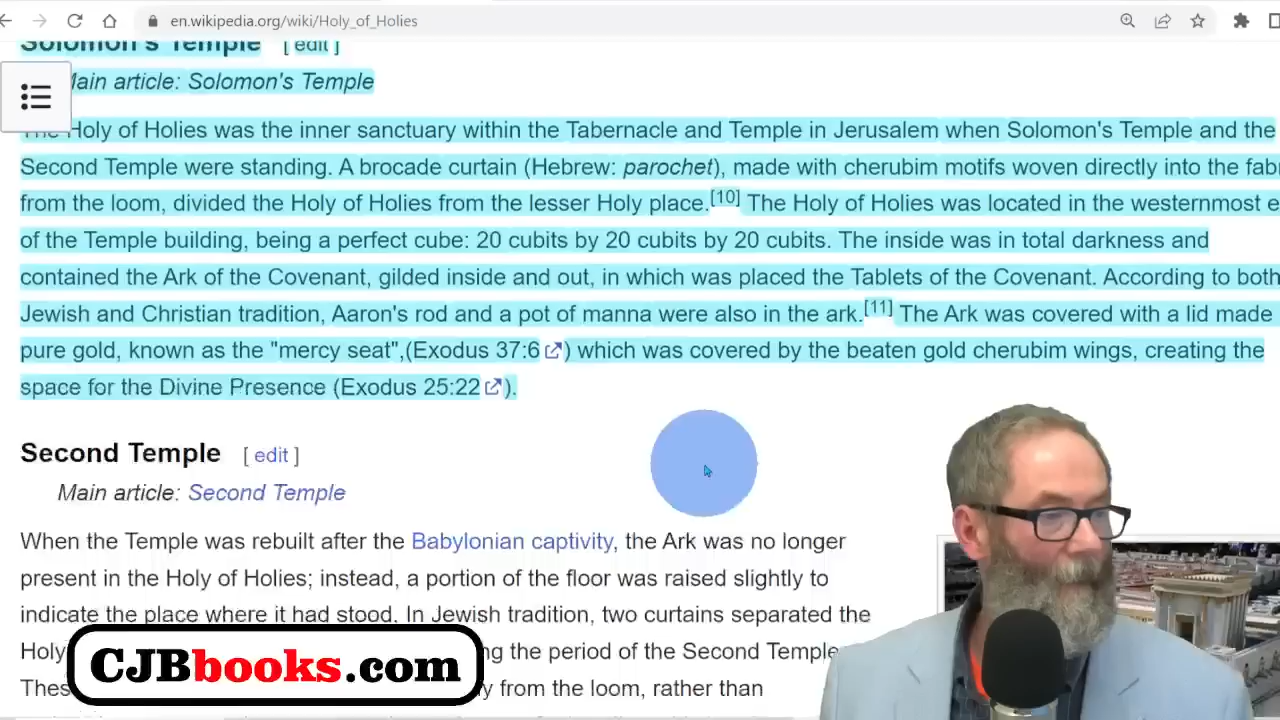 en.wikipedia.org/wiki/Holy_of_Holies
Solomon's Temple [ edit ]
Main article: Solomon's Temple
The Holy of Holies was the inner sanctuary within the Tabernacle and Temple in Jerusalem when Solomon's Temple and the
Second Temple were standing. A brocade curtain (Hebrew: parochet), made with cherubim motifs woven directly into the
from the loom, divided the Holy of Holies from the lesser Holy place.[10] The Holy of Holies was located in the westernmost
of the Temple building, being a perfect cube: 20 cubits by 20 cubits by 20 cubits. The inside was in total darkness and
contained the Ark of the Covenant, gilded inside and out, in which was placed the Tablets of the Covenant. According to both
Jewish and Christian tradition, Aaron's rod and a pot of manna were also in the ark.[11] The Ark was covered with a lid made
pure gold, known as the "mercy seat",(Exodus 37:6 ) which was covered by the beaten gold cherubim wings, creating the
space for the Divine Presence (Exodus 25:22 ).
Second Temple [ edit ]
Main article: Second Temple
When the Temple was rebuilt after the Babylonian captivity, the Ark was no longer
present in the Holy of Holies; instead, a portion of the floor was raised slightly to
indicate the place where it had stood. In Jewish tradition, two curtains separated the
Holy the period of the Second Temple
from the loom, rather than
CJBbooks.com